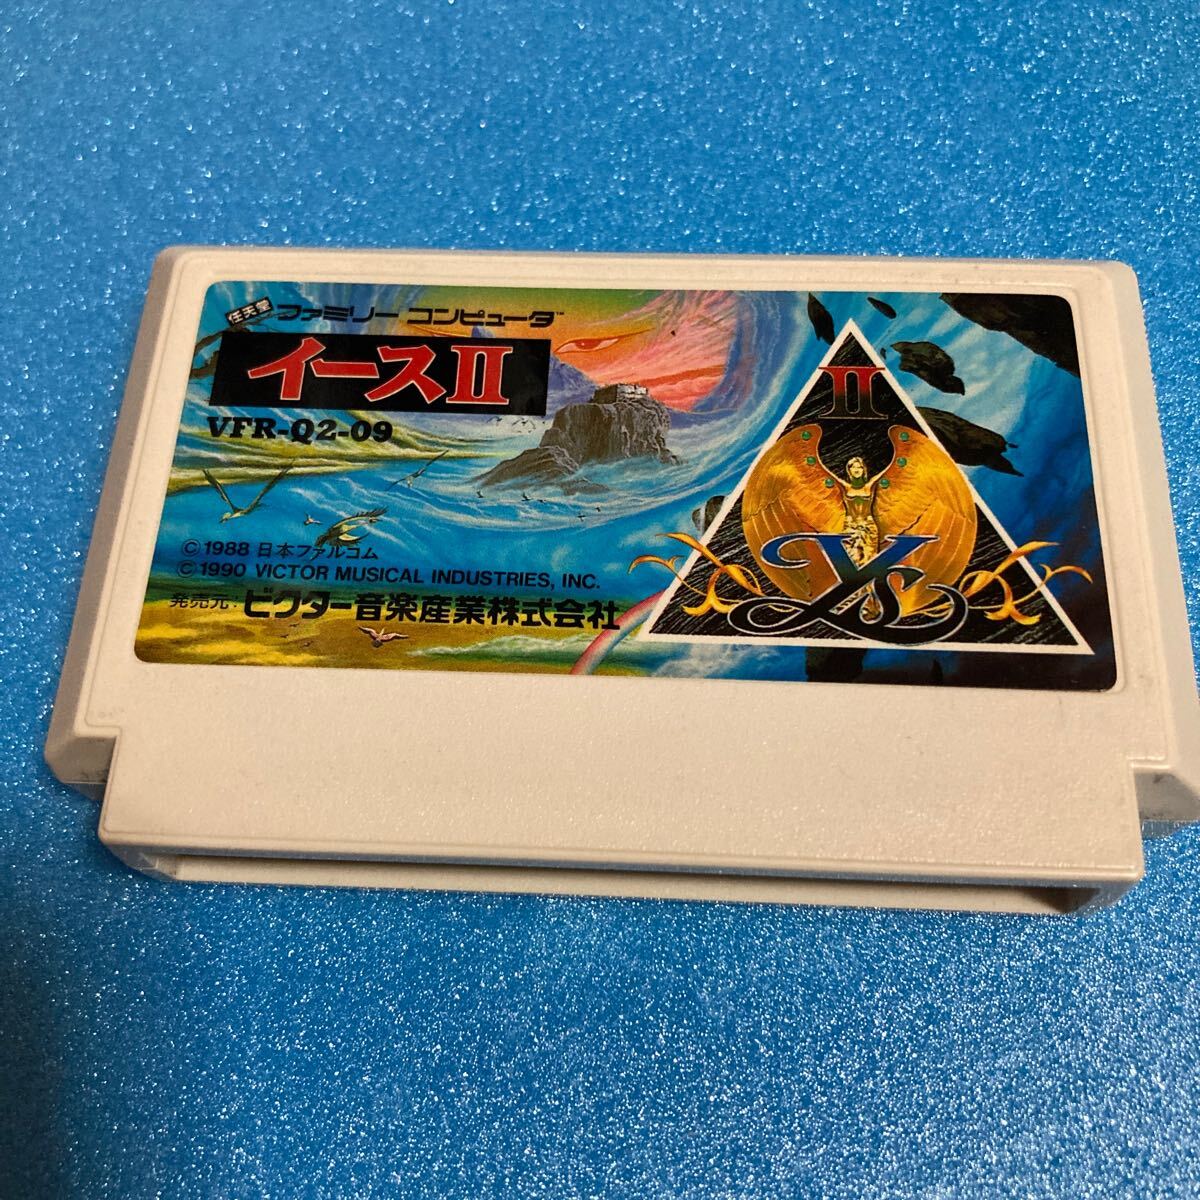 任天堂 ファミリー コンピュータ™
イースII
VFR-Q2-09
II
Ys
©1988 日本ファルコム
©1990 VICTOR MUSICAL INDUSTRIES, INC.
発売元:ビクター音楽産業株式会社